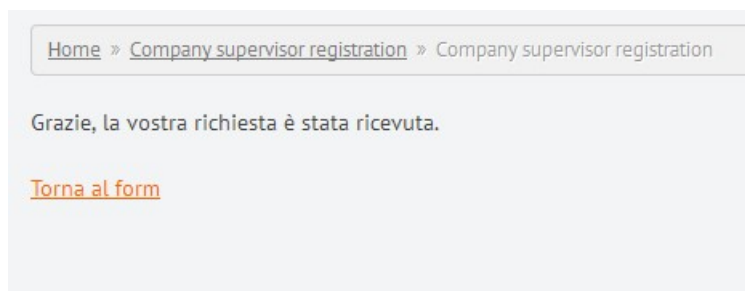 Home » Company supervisor registration » Company supervisor registration
Grazie, la vostra richiesta è stata ricevuta.
Torna al form